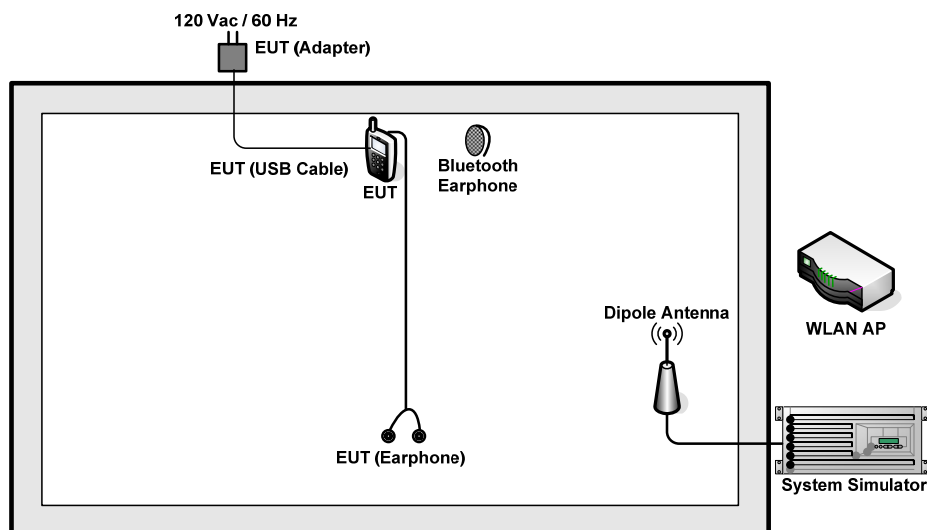 120 Vac / 60 Hz
EUT (Adapter)
EUT (USB Cable)
EUT
Bluetooth
Earphone
Dipole Antenna
WLAN AP
EUT (Earphone)
System Simulator